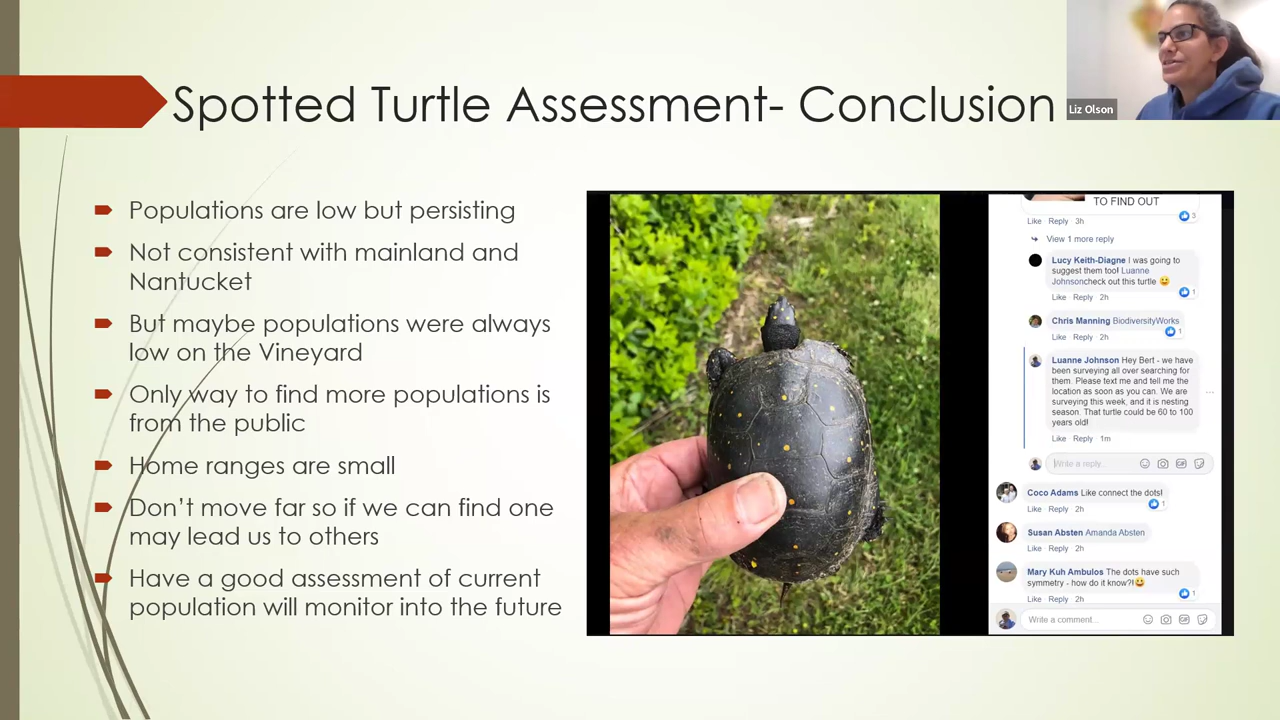 Spotted Turtle Assessment- Conclusion
Liz Olson
Populations are low but persisting
Not consistent with mainland and
Nantucket
But maybe populations were always
low on the Vineyard
Only way to find more populations is
from the public
Home ranges are small
Don't move far so if we can find one
may lead us to others
Have a good assessment of current
population will monitor into the future
TO FIND OUT
3
Like Reply 3h
View 1 more reply
Lucy Keith-Diagne I was going to
suggest them too! Luanne
Johnsoncheck out this turtle 😀
1
Like Reply 2h
Chris Manning BiodiversityWorks
1
Like Reply 2h
Luanne Johnson Hey Bert - we have
been surveying all over searching for
them. Please text me and tell me the
location as soon as you can. We are
surveying this week, and it is nesting
season. That turtle could be 60 to 100
years old!
Like Reply 1m
Write a reply...
Coco Adams Like connect the dots!
1
Like Reply 2h
Susan Absten Amanda Absten
Like Reply 2h
Mary Kuh Ambulos The dots have such
symmetry - how do it know?!😀
1
Like Reply 2h
Write a comment...